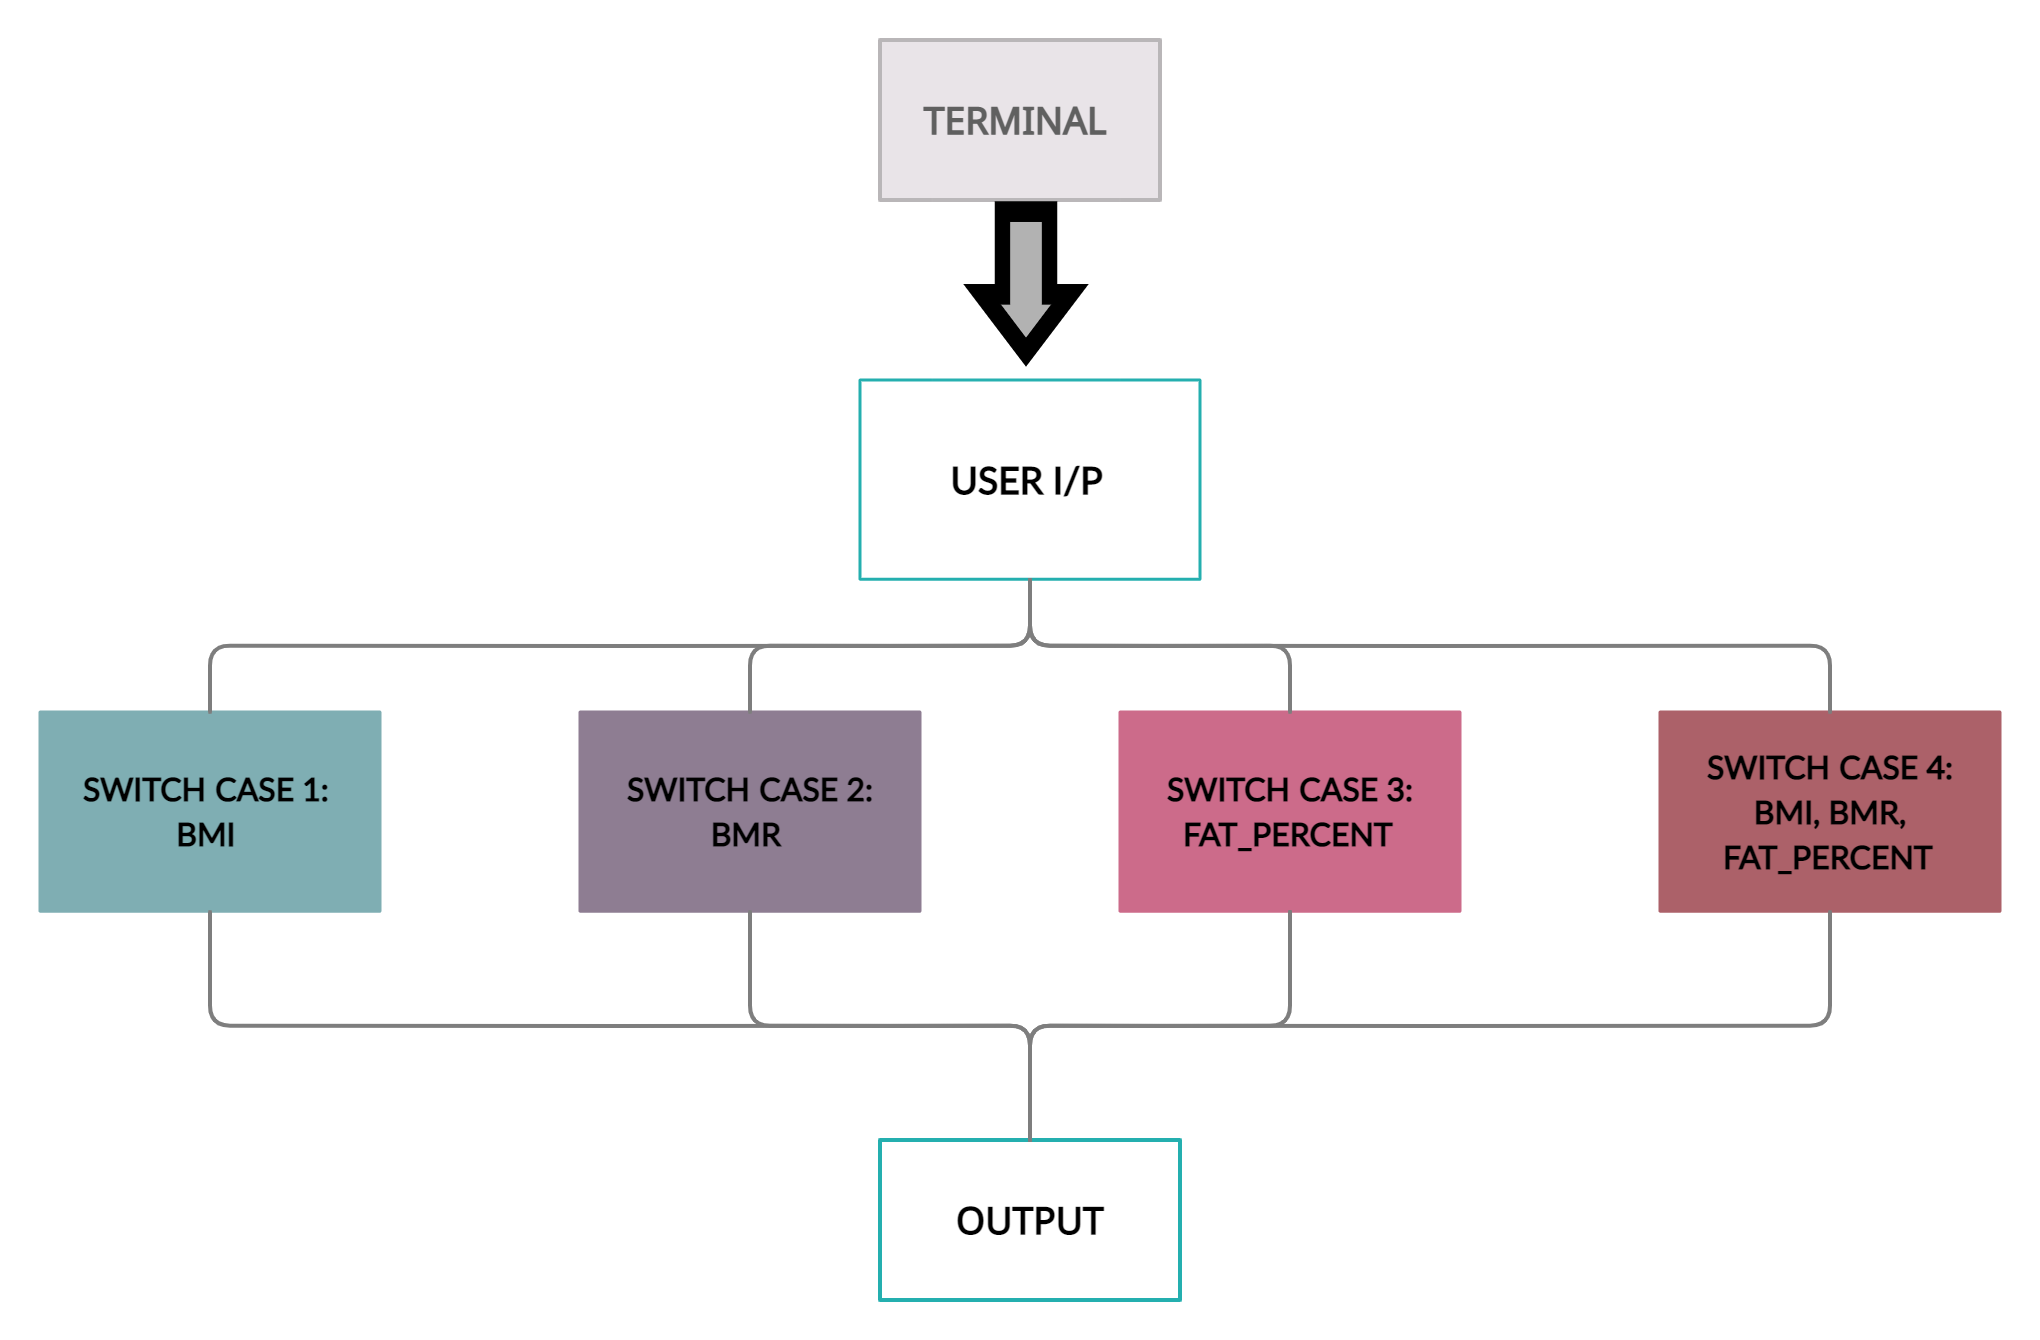 TERMINAL
USER I/P
SWITCH CASE 1:
BMI
SWITCH CASE 2:
BMR
SWITCH CASE 3:
FAT_PERCENT
SWITCH CASE 4:
BMI, BMR,
FAT_PERCENT
OUTPUT